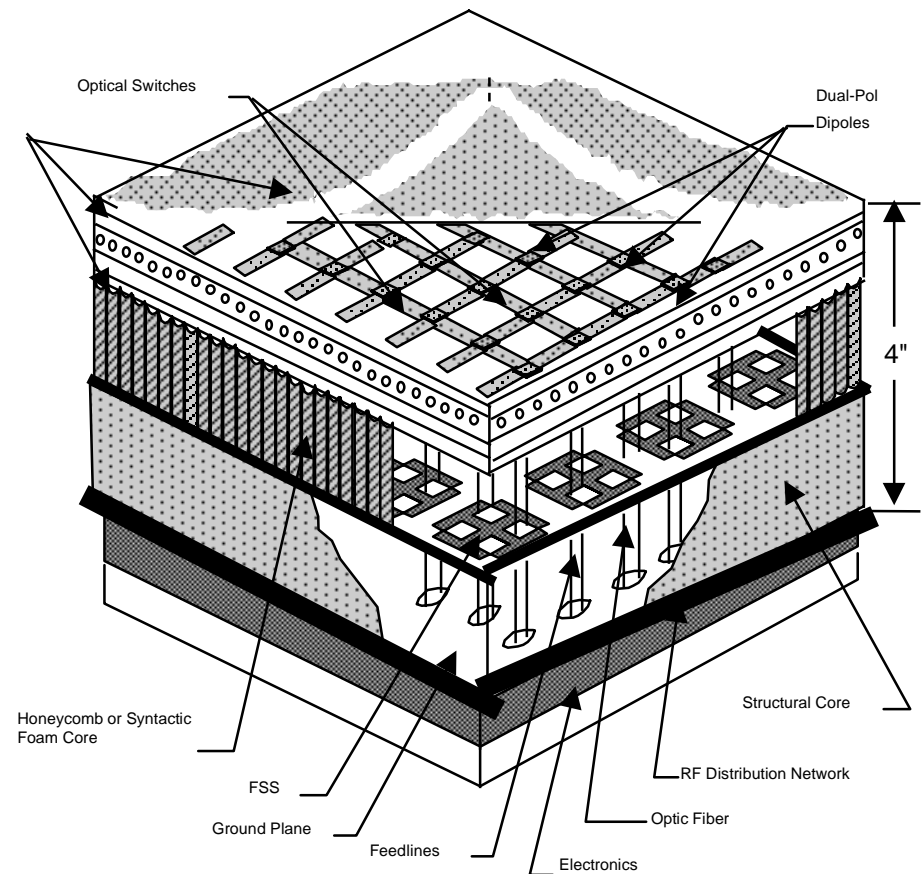 Optical Switches
Dual-Pol
Dipoles
4"
Structural Core
Honeycomb or Syntactic
Foam Core
RF Distribution Network
FSS
Optic Fiber
Ground Plane
Feedlines
Electronics